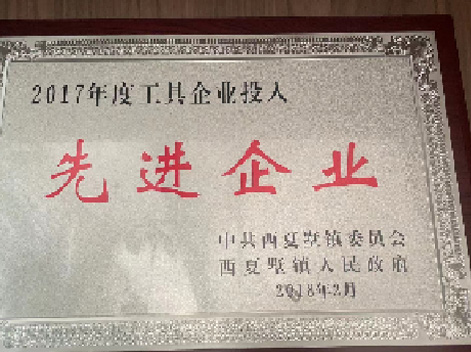 2017年度工具企业投入
先进企业
中共西夏墅镇委员会
西夏墅镇人民政府
2018年2月